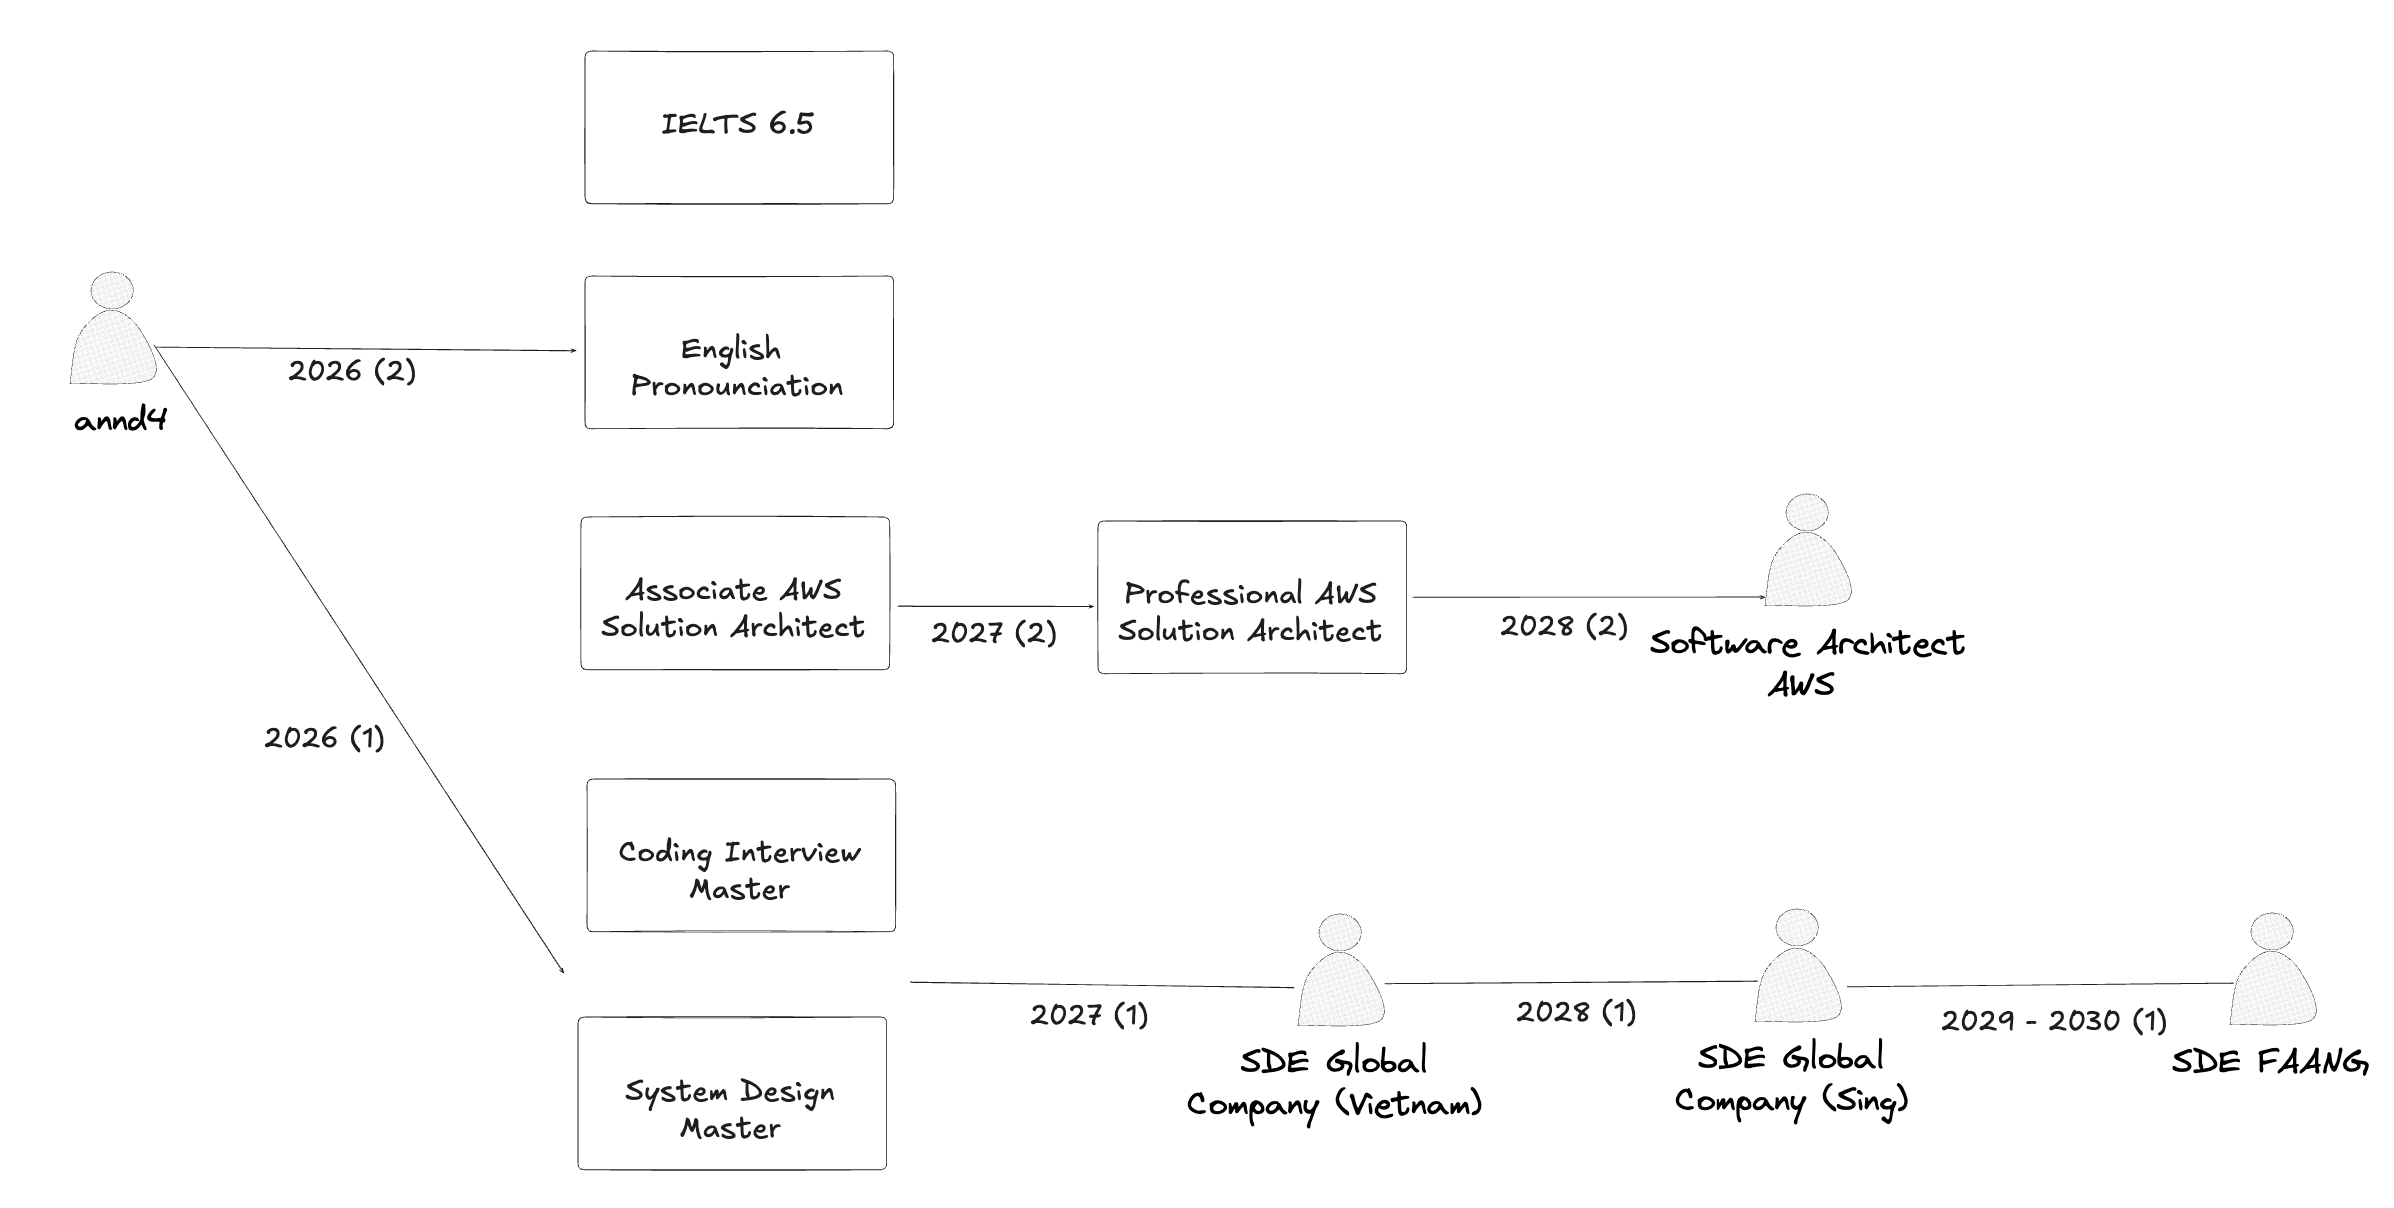 IELTS 6.5
English
Pronounciation
2026 (2)
annd4
Associate AWS
Solution Architect
2027 (2)
Professional AWS
Solution Architect
2028 (2)
Software Architect
AWS
2026 (1)
Coding Interview
Master
2027 (1)
SDE Global
Company (Vietnam)
2028 (1)
SDE Global
Company (Sing)
2029 - 2030 (1)
SDE FAANG
System Design
Master